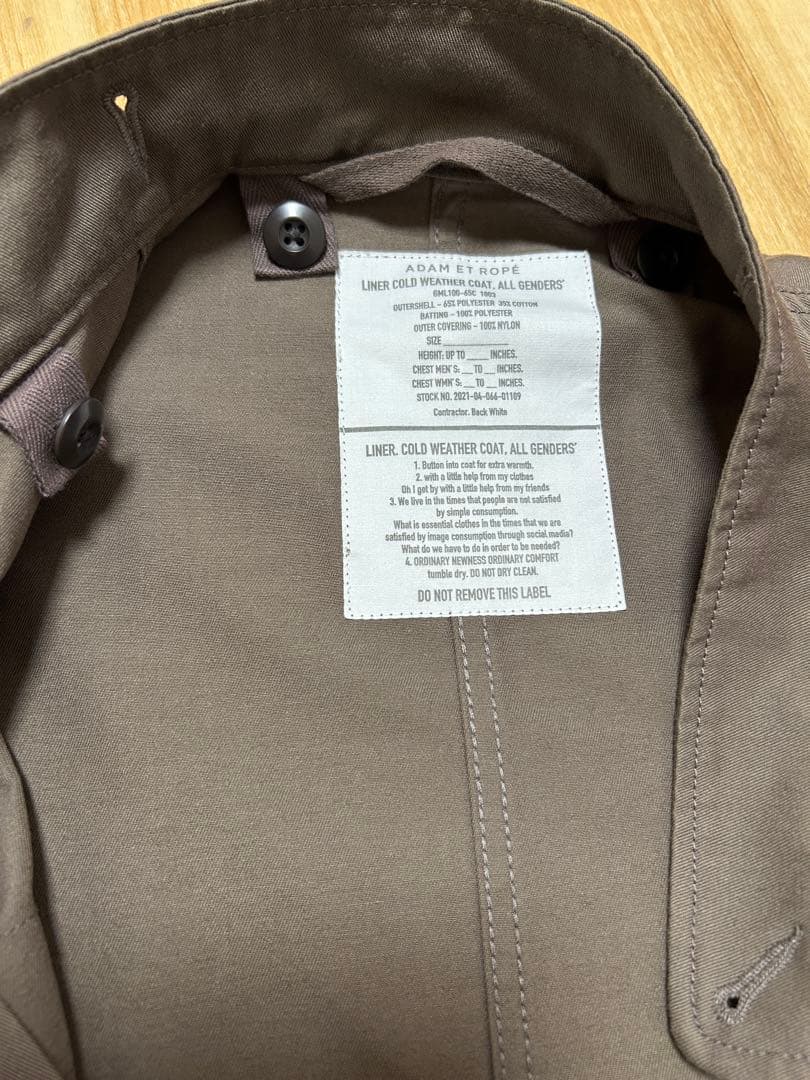 ADAM ET ROPÉ
LINER COLD WEATHER COAT, ALL GENDERS'
GML100-65C 1003
OUTERSHELL - 65% POLYESTER 35% COTTON
BATTING - 100% POLYESTER
OUTER COVERING - 100% NYLON
SIZE ___________
HEIGHT: UP TO ____ INCHES.
CHEST MEN'S: __ TO __ INCHES.
CHEST WMN'S: __ TO __ INCHES.
STOCK NO. 2021-04-066-01109
Contractor. Back White
LINER. COLD WEATHER COAT, ALL GENDERS'
1. Button into coat for extra warmth.
2. with a little help from my clothes
Oh I get by with a little help from my friends
3. We live in the times that people are not satisfied
by simple consumption.
What is essential clothes in the times that we are
satisfied by image consumption through social media?
What do we have to do in order to be needed?
4. ORDINARY NEWNESS ORDINARY COMFORT
tumble dry. DO NOT DRY CLEAN.
DO NOT REMOVE THIS LABEL